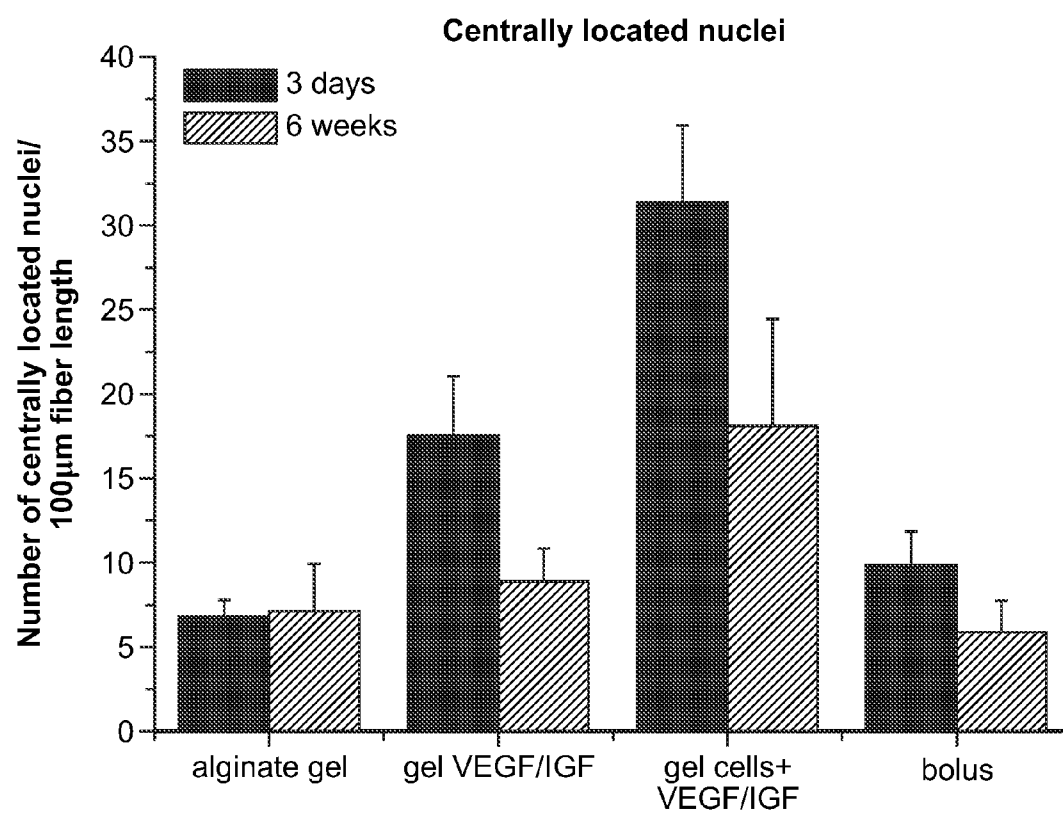 Centrally located nuclei
Number of centrally located nuclei/
100μm fiber length
40
35
30
25
20
15
10
5
0
3 days
6 weeks
alginate gel
gel VEGF/IGF
gel cells+
VEGF/IGF
bolus